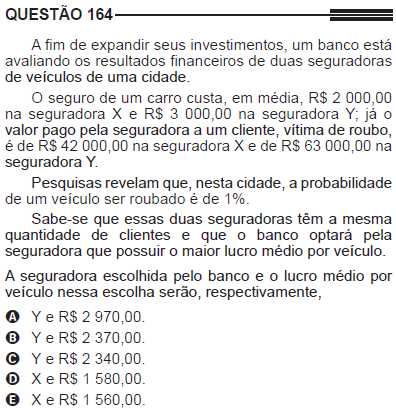 QUESTÃO 164
A fim de expandir seus investimentos, um banco está
avaliando os resultados financeiros de duas seguradoras
de veículos de uma cidade.
O seguro de um carro custa, em média, R$ 2 000,00
na seguradora X e R$ 3 000,00 na seguradora Y; já o
valor pago pela seguradora a um cliente, vítima de roubo,
é de R$ 42 000,00 na seguradora X e de R$ 63 000,00 na
seguradora Y.
Pesquisas revelam que, nesta cidade, a probabilidade
de um veículo ser roubado é de 1%.
Sabe-se que essas duas seguradoras têm a mesma
quantidade de clientes e que o banco optará pela
seguradora que possuir o maior lucro médio por veículo.
A seguradora escolhida pelo banco e o lucro médio por
veículo nessa escolha serão, respectivamente,
A Y e R$ 2 970,00.
B Y e R$ 2 370,00.
C Y e R$ 2 340,00.
D X e R$ 1 580,00.
E X e R$ 1 560,00.